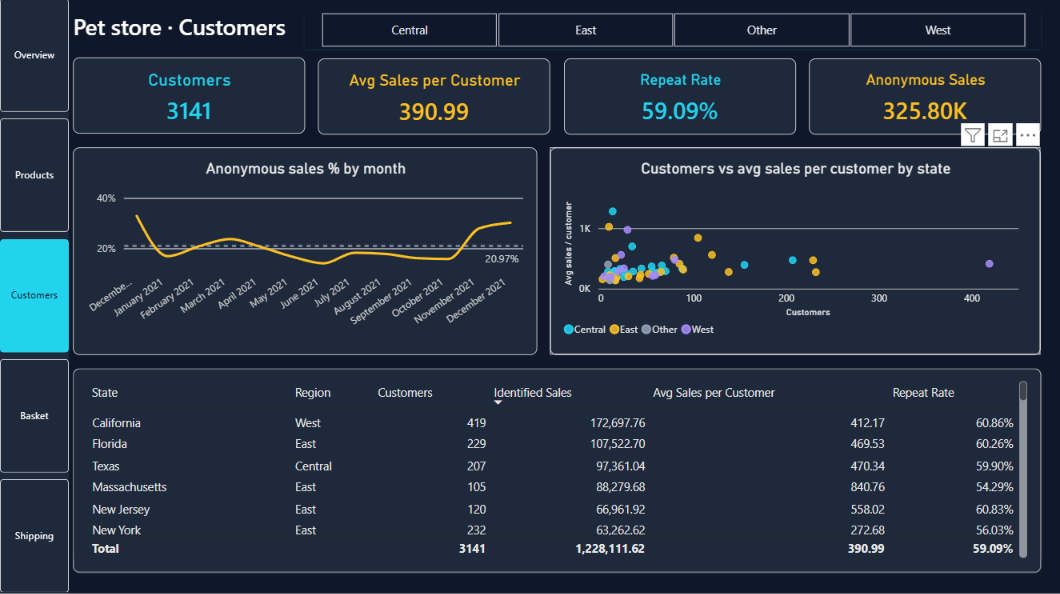 Pet store · Customers
Central East Other West
Overview
Products
Customers
Basket
Shipping
Customers
3141
Avg Sales per Customer
390.99
Repeat Rate
59.09%
Anonymous Sales
325.80K
Anonymous sales % by month
40%
20%
20.97%
Decembe... January 2021 February 2021 March 2021 April 2021 May 2021 June 2021 July 2021 August 2021 September 2021 October 2021 November 2021 December 2021
Customers vs avg sales per customer by state
Avg sales / customer
1K
0K
0 100 200 300 400
Customers
Central East Other West
State Region Customers Identified Sales Avg Sales per Customer Repeat Rate
California West 419 172,697.76 412.17 60.86%
Florida East 229 107,522.70 469.53 60.26%
Texas Central 207 97,361.04 470.34 59.90%
Massachusetts East 105 88,279.68 840.76 54.29%
New Jersey East 120 66,961.92 558.02 60.83%
New York East 232 63,262.62 272.68 56.03%
Total 3141 1,228,111.62 390.99 59.09%